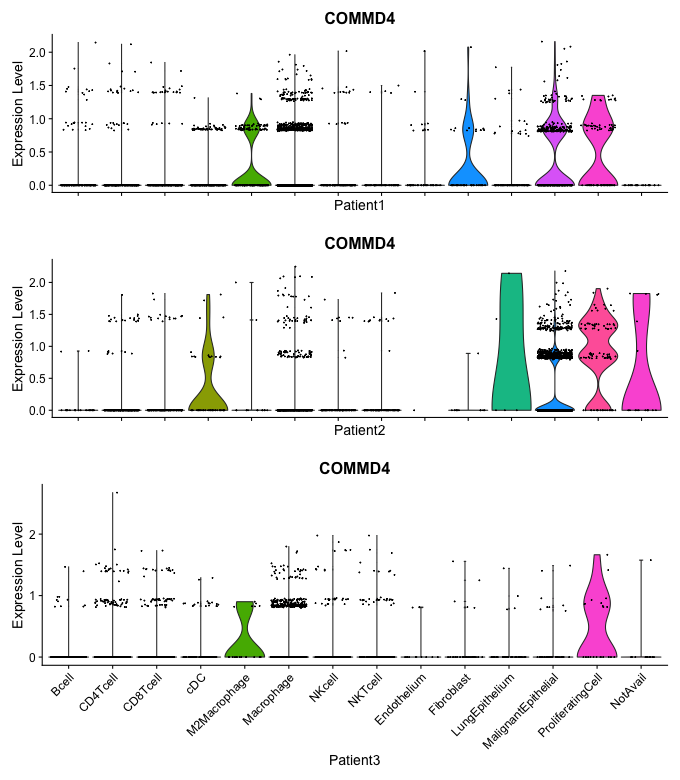 COMMD4
Expression Level
2.0
1.5
1.0
0.5
0.0
Patient1
COMMD4
Expression Level
2.0
1.5
1.0
0.5
0.0
Patient2
COMMD4
Expression Level
2
1
0
Bcell
CD4Tcell
CD8Tcell
cDC
M2Macrophage
Macrophage
NKcell
NKTcell
Endothelium
Fibroblast
LungEpithelium
MalignantEpithelial
ProliferatingCell
NotAvail
Patient3